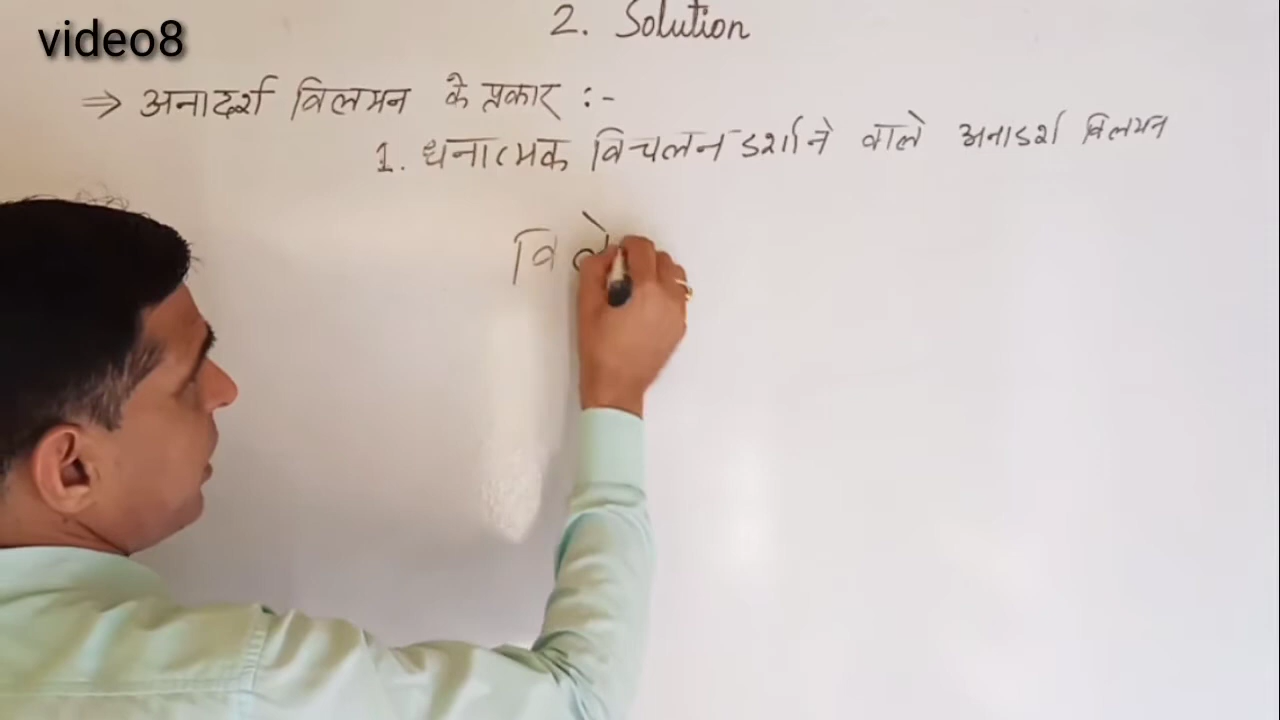 video8
2. Solution
⇒ अनादर्श विलयन के प्रकार :-
1. धनात्मक विचलन दर्शाने वाले अनादर्श विलयन
विले